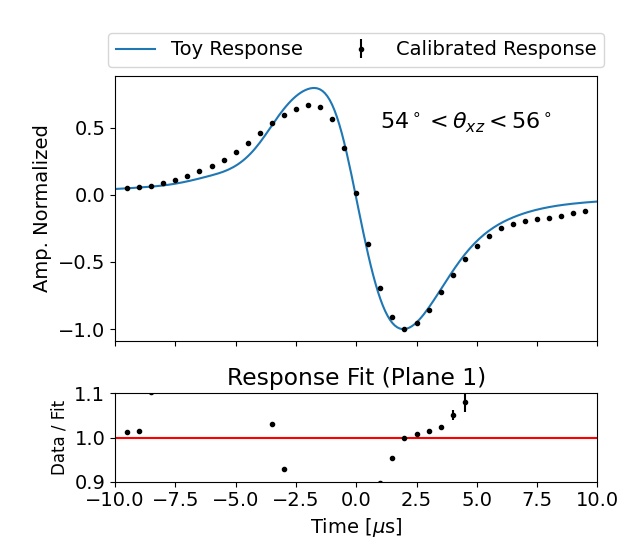 Toy Response
Calibrated Response
54° < θxz < 56°
Amp. Normalized
0.5
0.0
−0.5
−1.0
Response Fit (Plane 1)
Data / Fit
1.1
1.0
0.9
−10.0 −7.5 −5.0 −2.5 0.0 2.5 5.0 7.5 10.0
Time [μs]